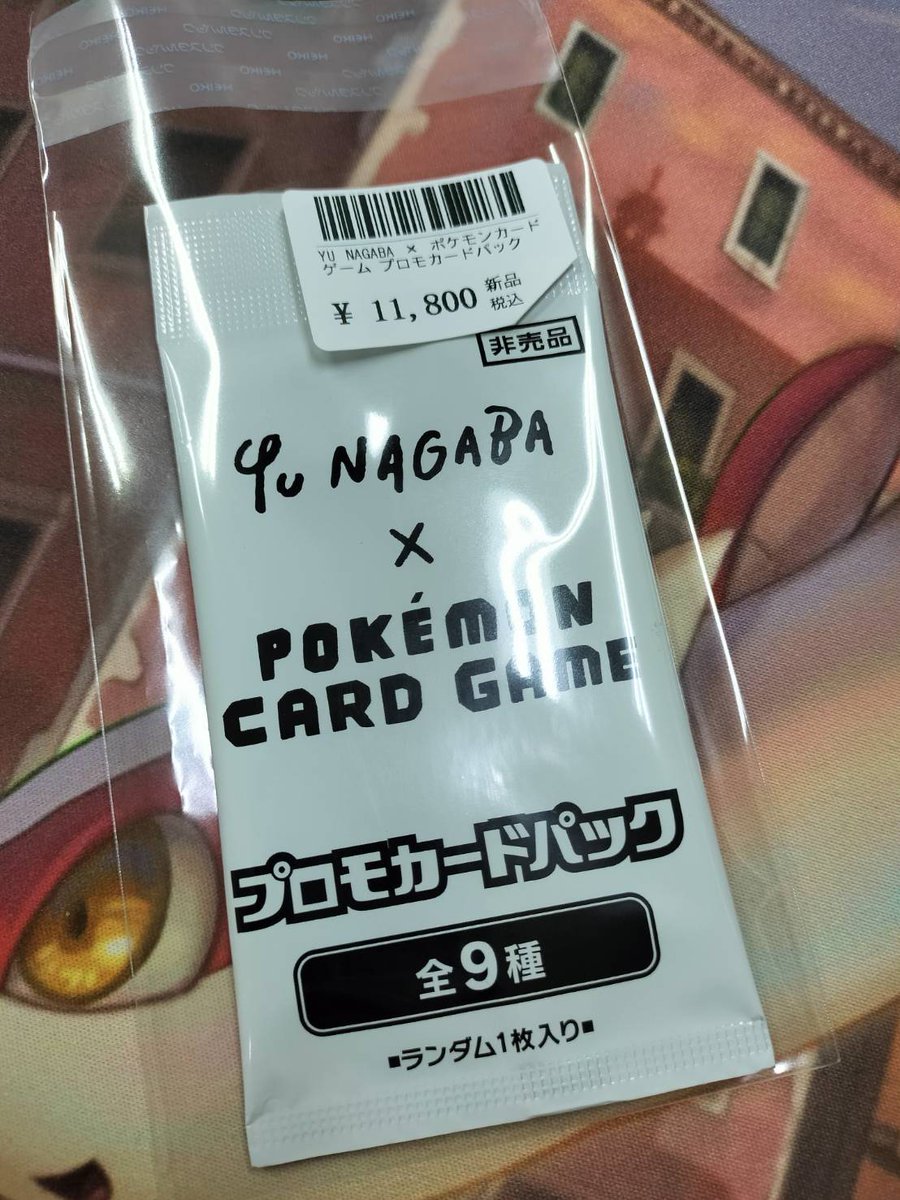 YU NAGABA × ポケモンカード
ゲーム プロモカードパック
¥ 11,800 新品
税込
非売品
Yu NAGABA
×
POKÉMON
CARD GAME
プロモカードパック
全9種
■ランダム1枚入り■